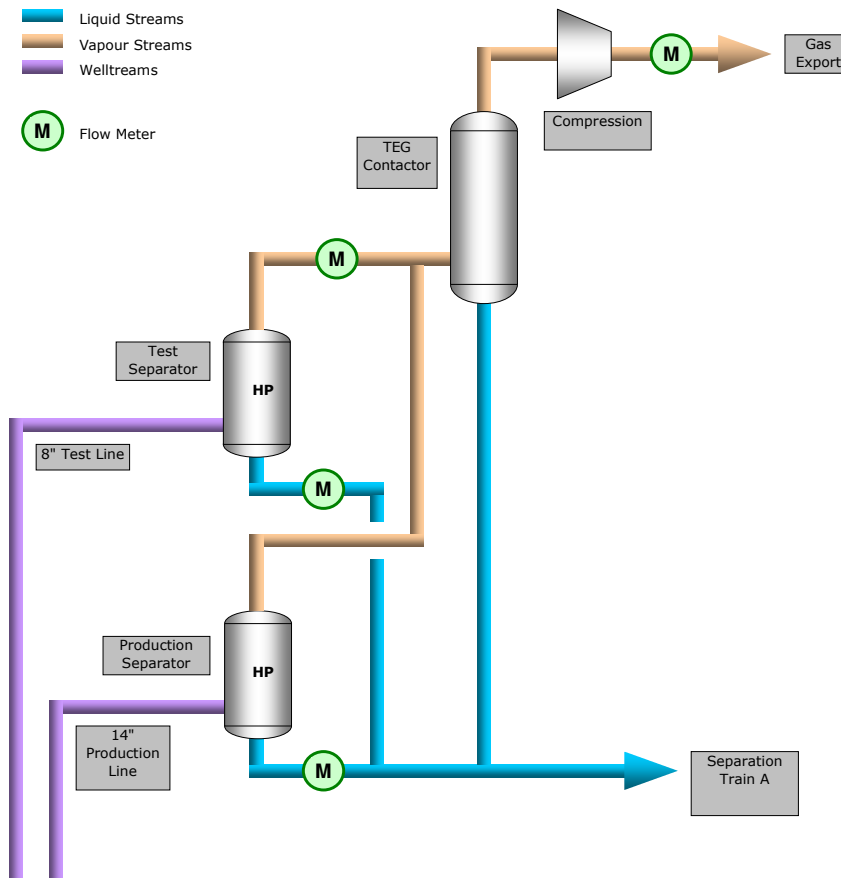 Liquid Streams
Vapour Streams
Welltreams
M
Flow Meter
M
Gas
Export
Compression
TEG
Contactor
M
Test
Separator
HP
8" Test Line
M
Production
Separator
HP
14"
Production
Line
M
Separation
Train A